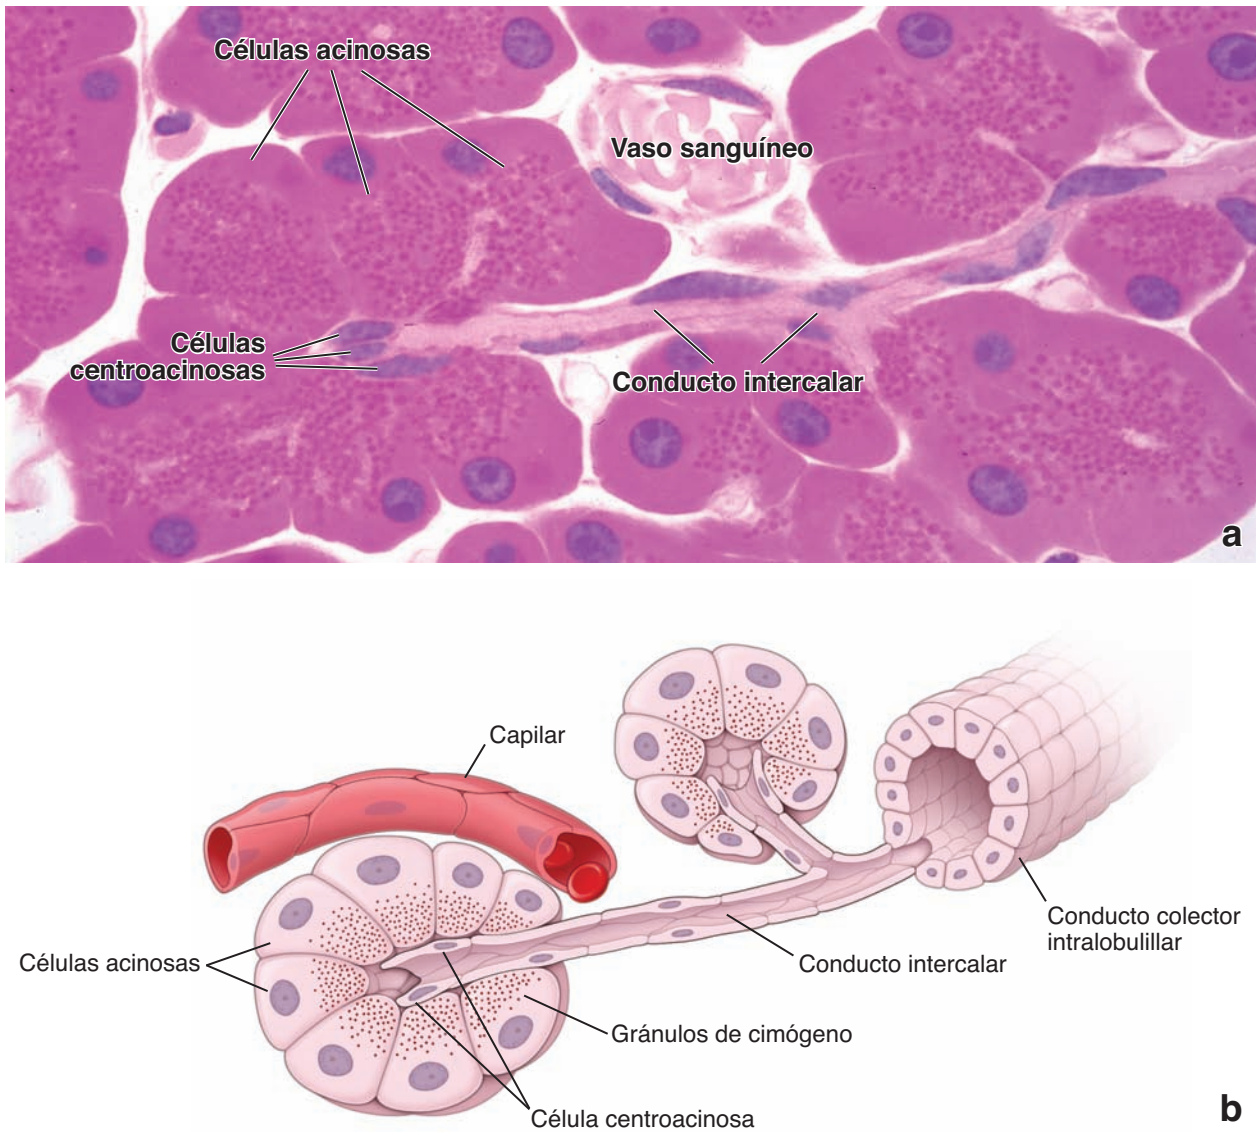 Células acinosas
Vaso sanguíneo
Células
centroacinosas
Conducto intercalar
a
Capilar
Células acinosas
Conducto colector
intralobulillar
Conducto intercalar
Gránulos de cimógeno
Célula centroacinosa
b